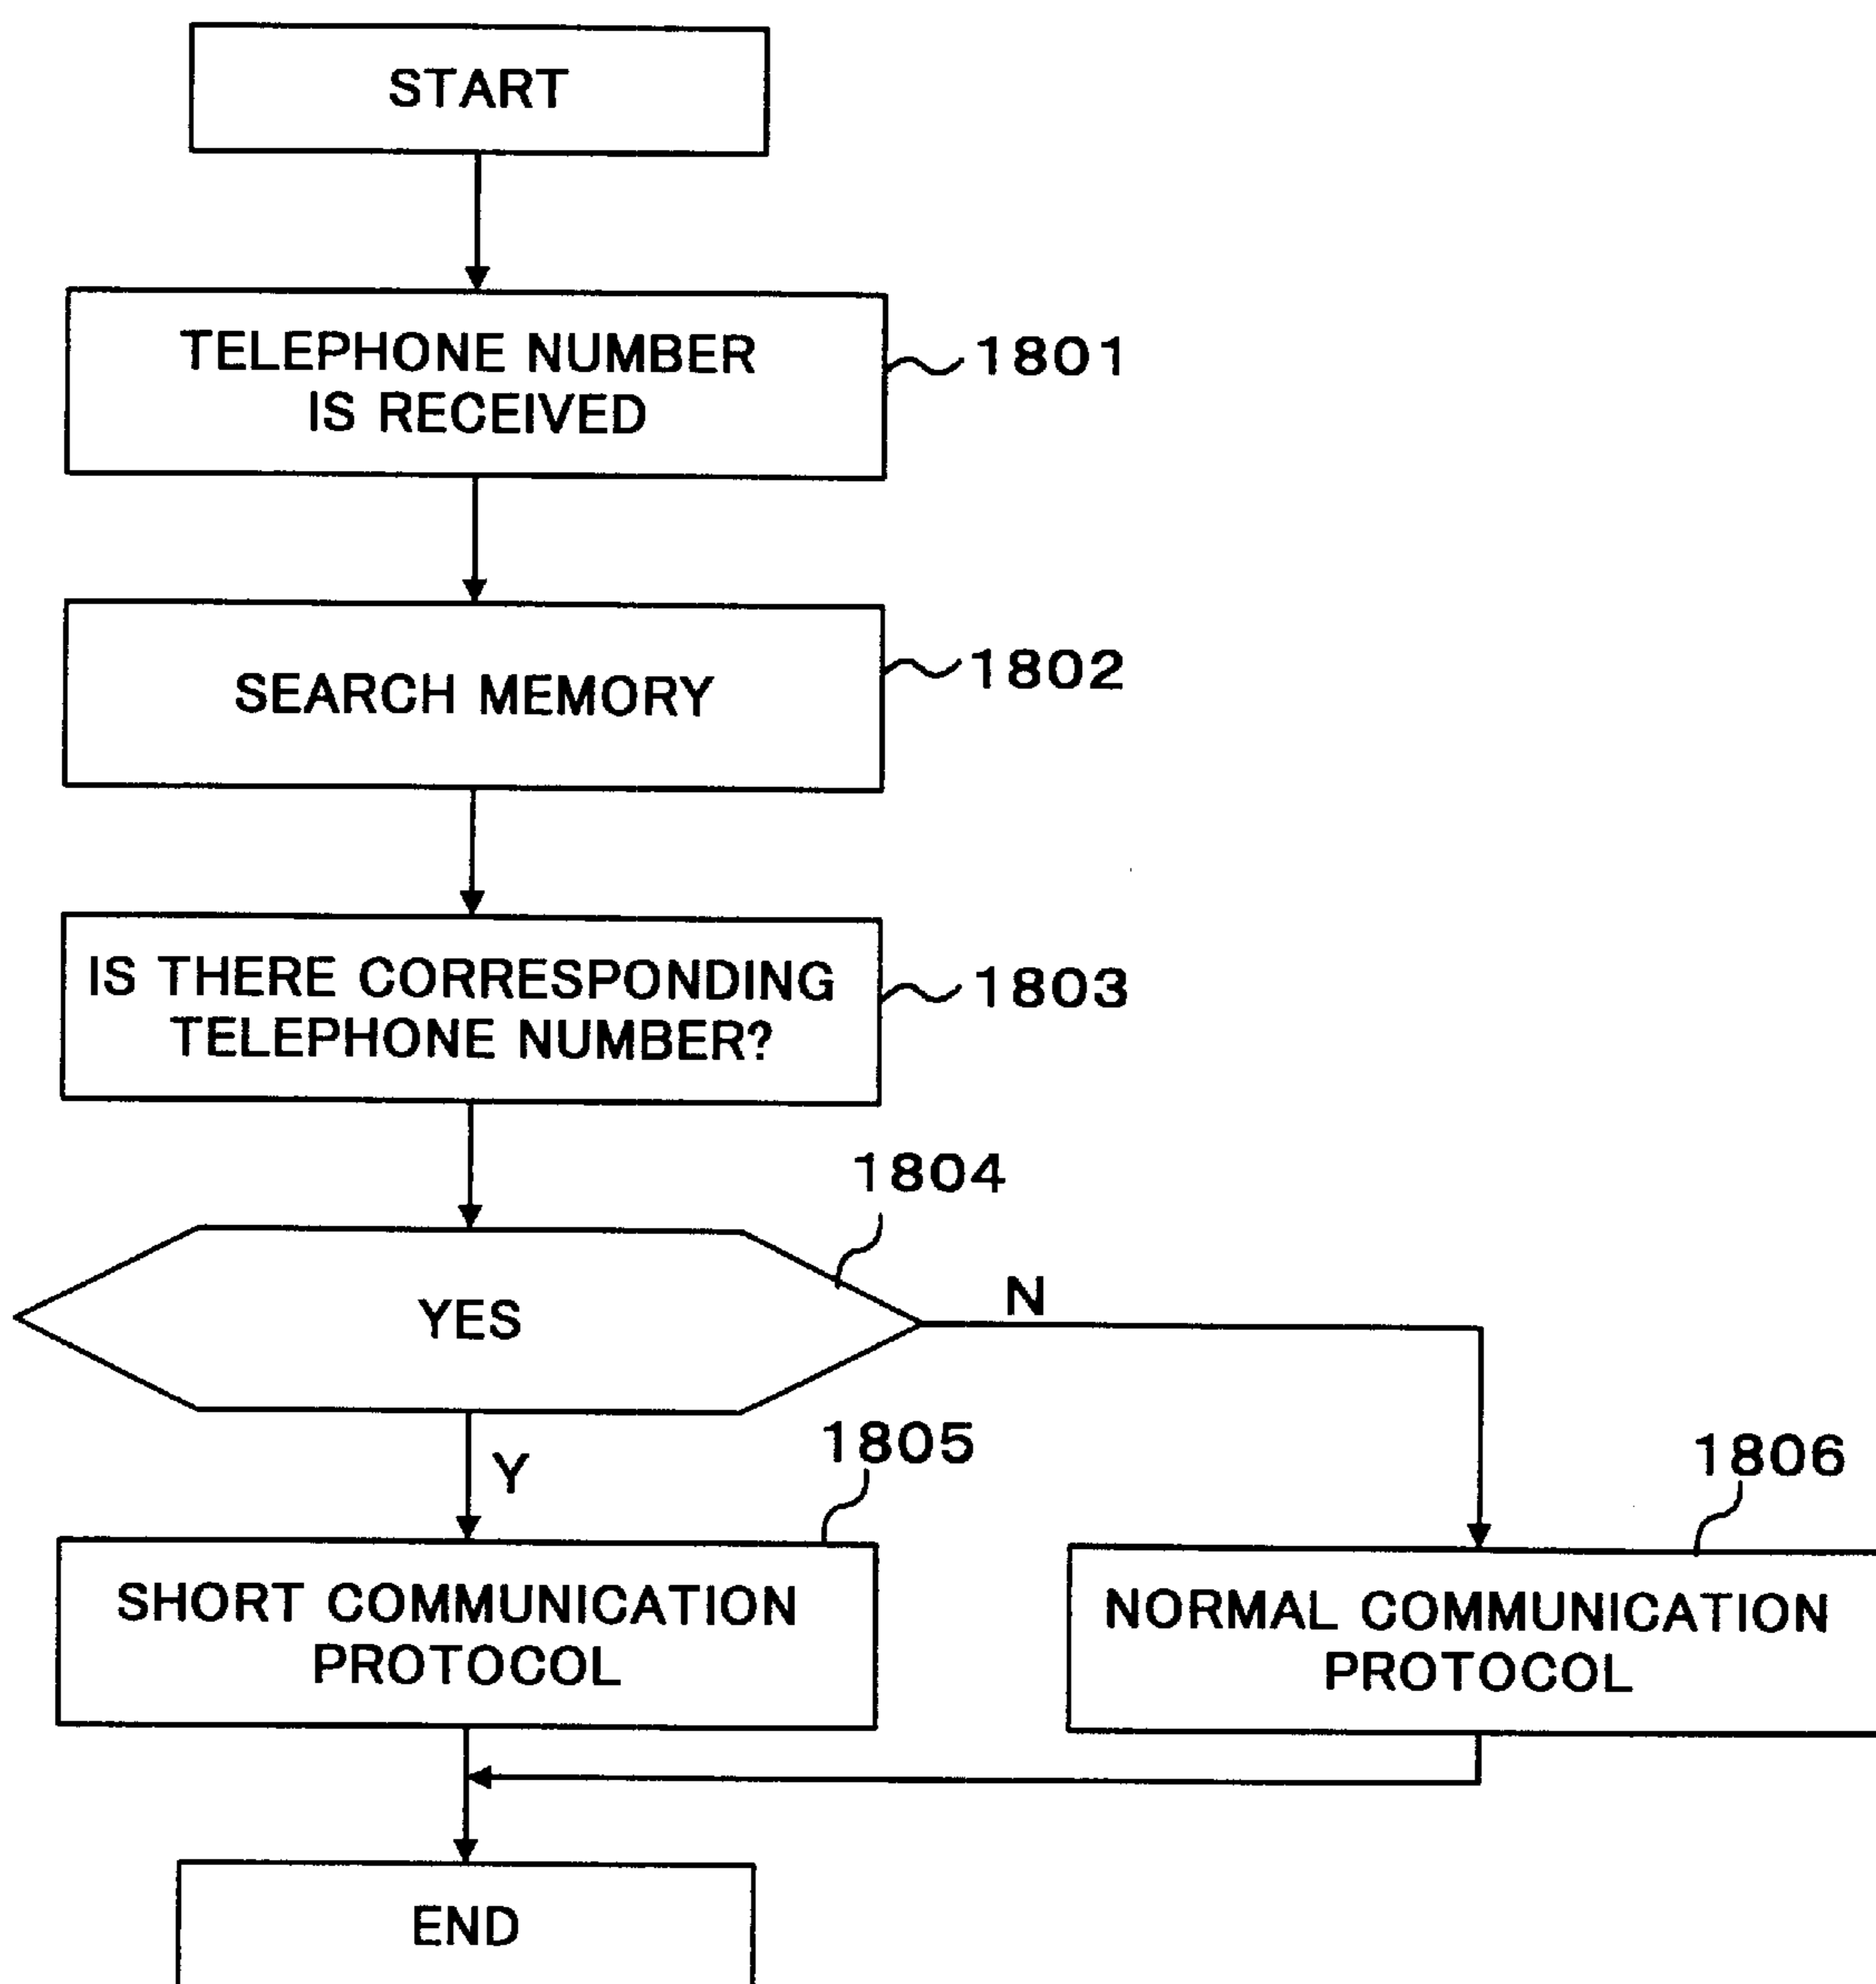 START
TELEPHONE NUMBER
IS RECEIVED
1801
SEARCH MEMORY
1802
IS THERE CORRESPONDING
TELEPHONE NUMBER?
1803
1804
YES
N
Y
1805
SHORT COMMUNICATION
PROTOCOL
1806
NORMAL COMMUNICATION
PROTOCOL
END